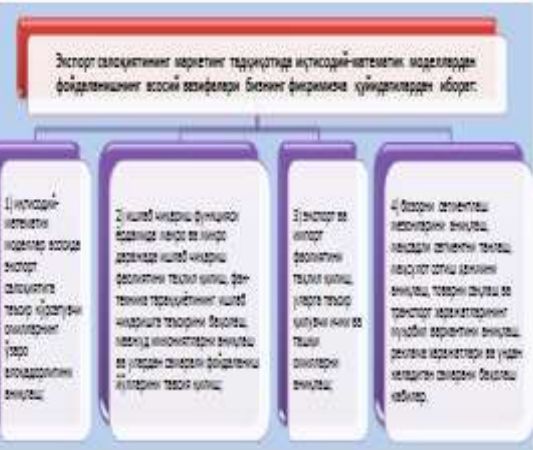 Экспорт салоҳиятининг маркетинг тадқиқотида иқтисодий-математик моделлардан
фойдаланишнинг асосий вазифалари бизнинг фикримизча қуйидагилардан иборат:
1) иқтисодий-
математик
моделлар асосида
экспорт
салоҳиятига
таъсир кўрсатувчи
омилларнинг
ўзаро
алоқадорлигини
аниқлаш;
2) ишлаб чиқариш функцияси
ёрдамида макро ва микро
даражада ишлаб чиқариш
фаолиятини таҳлил қилиш, фан-
техника тараққиётининг ишлаб
чиқаришга таъсирини баҳолаш,
мавжуд имкониятларни аниқлаш
ва улардан самарали фойдаланиш
йўлларини тавсия қилиш;
3) экспорт ва
импорт
фаолиятини
таҳлил қилиш,
уларга таъсир
қилувчи ички ва
ташқи
омилларни
аниқлаш;
4) бозорни сегментлаш
мезонларини аниқлаш,
мақсадли сегментни танлаш,
маҳсулот сотиш ҳажмини
аниқлаш, товарни сақлаш ва
транспорт харажатларининг
муқобил вариантини аниқлаш,
реклама харажатлари ва ундан
келадиган самарани баҳолаш
кабилар.